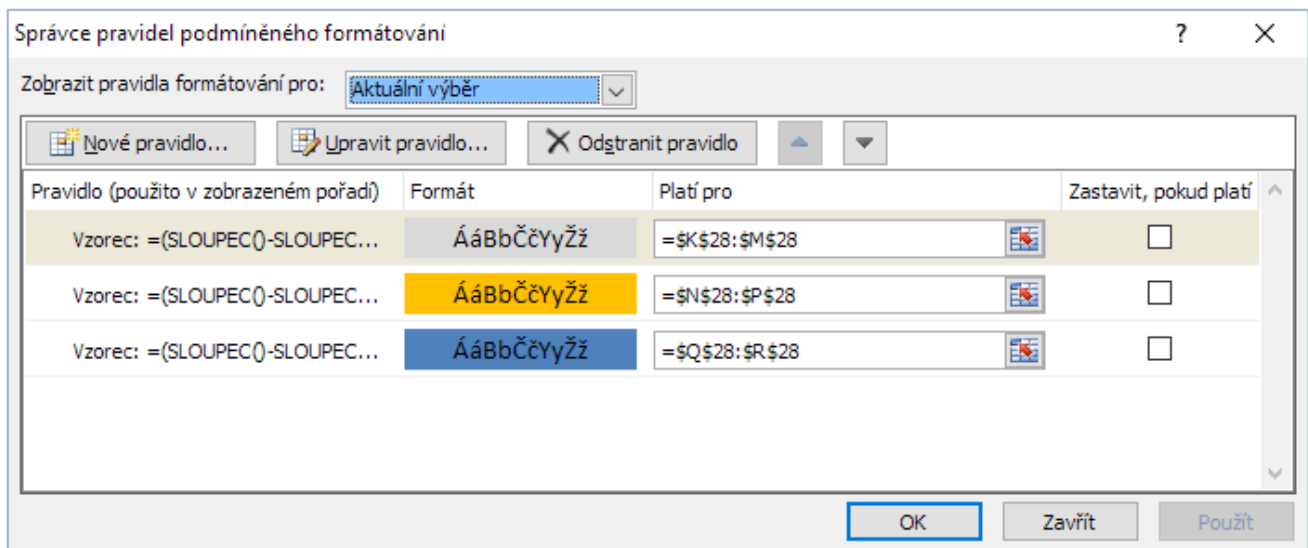 Správce pravidel podmíněného formátování
?
Zobrazit pravidla formátování pro: Aktuální výběr
Nové pravidlo... Upravit pravidlo... Odstranit pravidlo
Pravidlo (použito v zobrazeném pořadí) Formát Platí pro Zastavit, pokud platí
Vzorec: =(SLOUPEC()-SLOUPEC... ÁáBbČčYyŽž =$K$28:$M$28
Vzorec: =(SLOUPEC()-SLOUPEC... ÁáBbČčYyŽž =$N$28:$P$28
Vzorec: =(SLOUPEC()-SLOUPEC... ÁáBbČčYyŽž =$Q$28:$R$28
OK Zavřít Použít